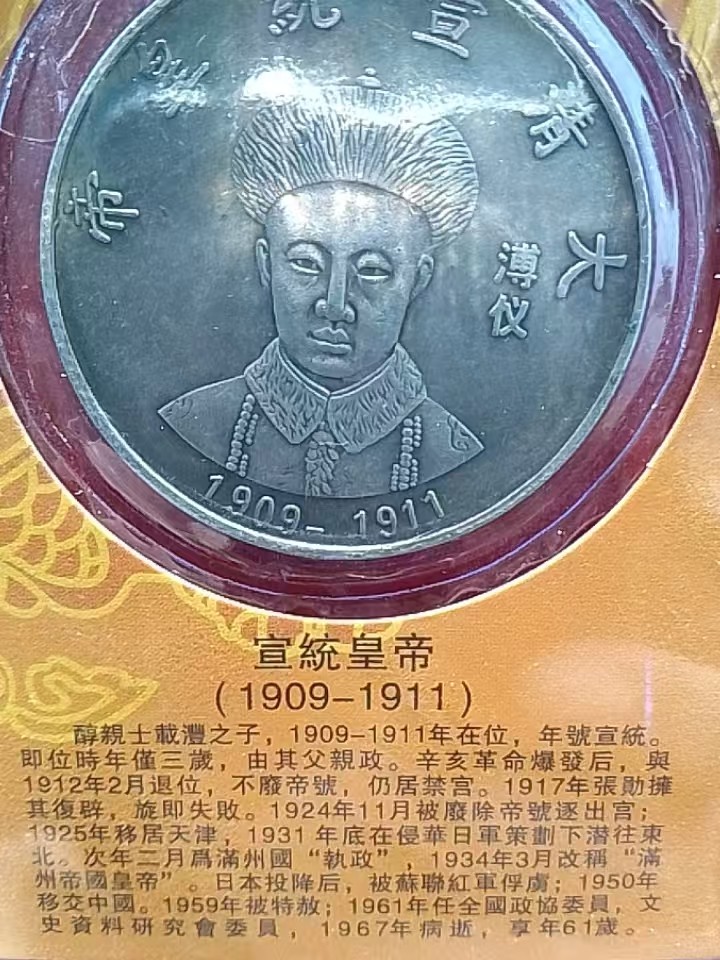 大清宣統皇帝
溥仪
1909-1911
宣統皇帝
(1909-1911)
醇親士載灃之子，1909-1911年在位，年號宣統。
即位時年僅三歲，由其父親政。辛亥革命爆發后，與
1912年2月退位，不廢帝號，仍居禁宮。1917年張勛擁
其復辟，旋即失敗。1924年11月被廢除帝號逐出宮；
1925年移居天津，1931年底在侵華日軍策劃下潜往東
北。次年二月爲滿州國“執政”，1934年3月改稱“滿
州帝國皇帝”。日本投降后，被蘇聯紅軍俘虜；1950年
移交中國。1959年被特赦；1961年任全國政協委員，文
史資料研究會委員，1967年病逝，享年61歲。